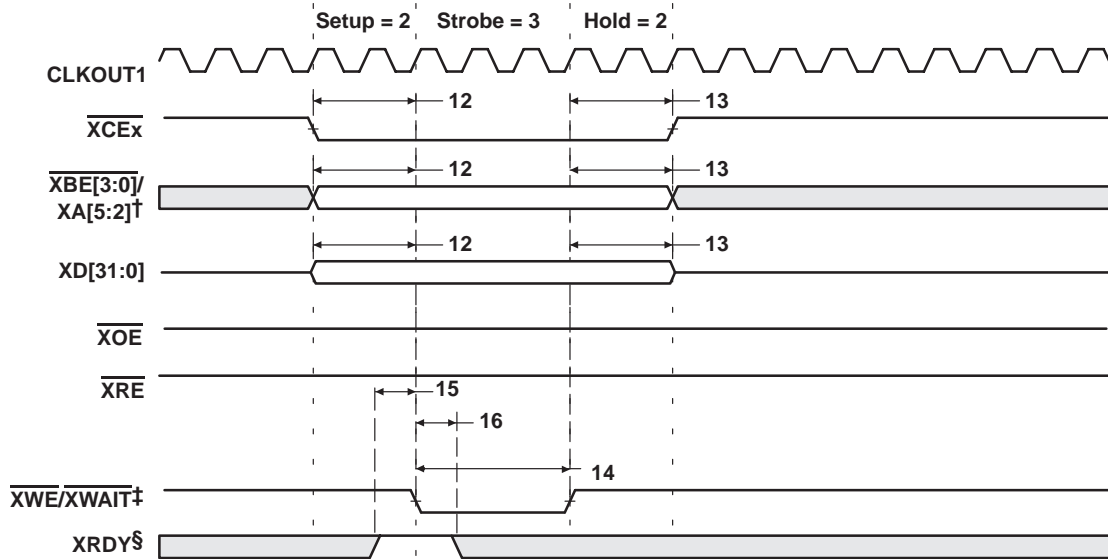 Setup = 2 Strobe = 3 Hold = 2
CLKOUT1
12 13
XCEx
12 13
XBE[3:0]/
XA[5:2]†
12 13
XD[31:0]
XOE
15
XRE
16
14
XWE/XWAIT‡
XRDY§